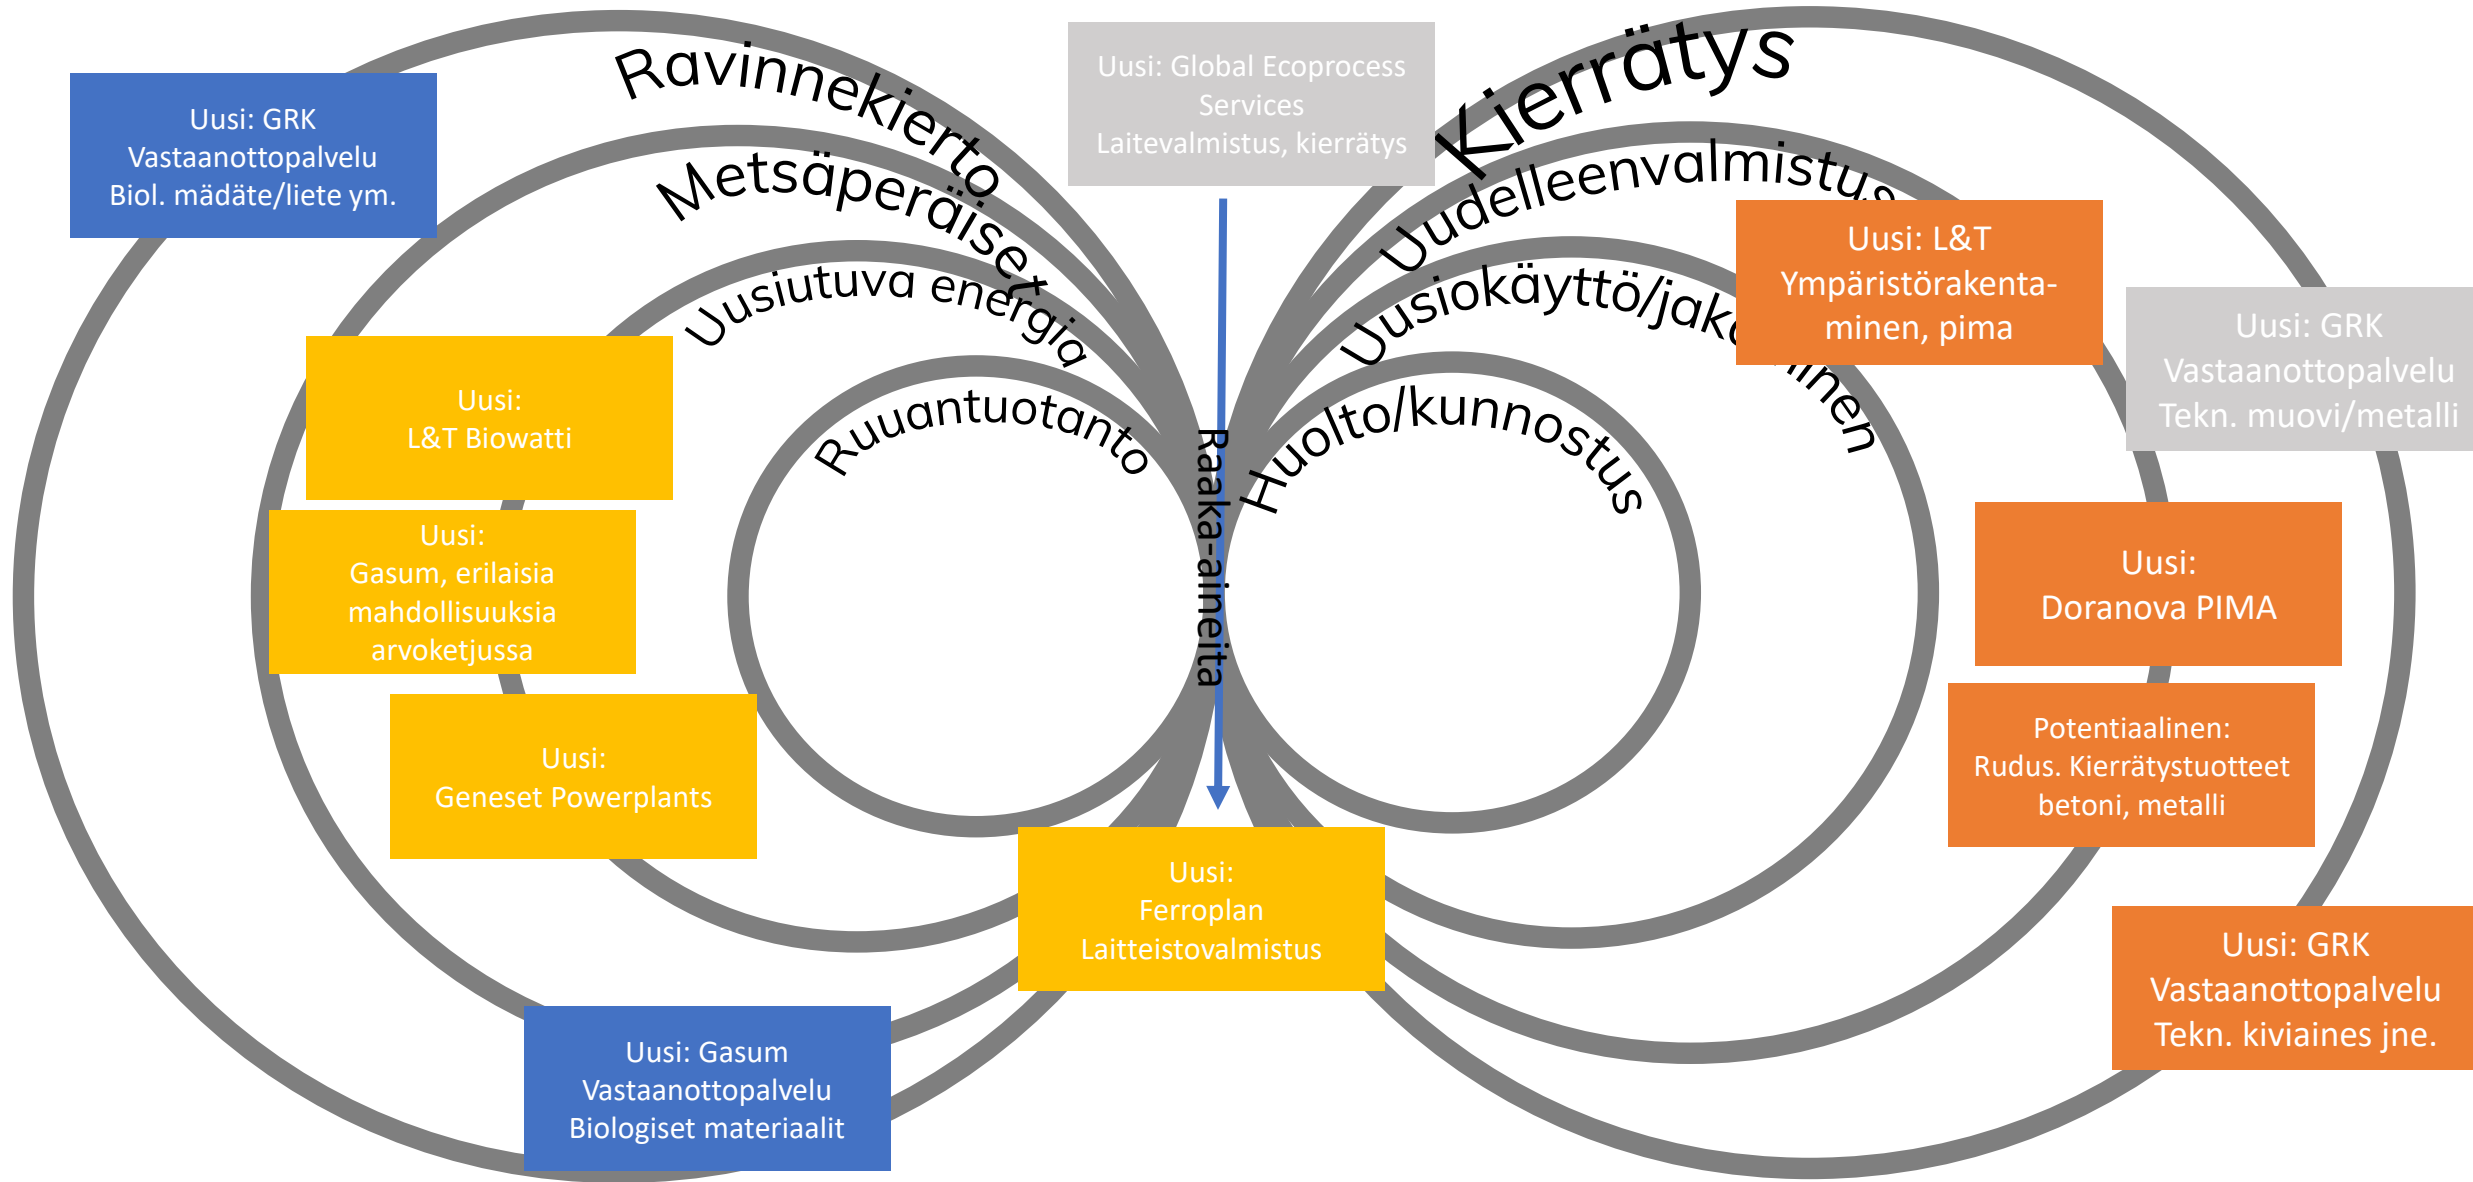 Ravinnekierto
Metsäperäiset
Uusiutuva energia
Ruuantuotanto
Kierrätys
Uudelleenvalmistus
Uusiokäyttö/jak
inen
Huolto/kunnostus
Raaka-aineita
Uusi: GRK
Vastaanottopalvelu
Biol. mädäte/liete ym.
Uusi: Global Ecoprocess
Services
Laitevalmistus, kierrätys
Uusi: L&T
Ympäristörakenta-
minen, pima
Uusi: GRK
Vastaanottopalvelu
Tekn. muovi/metalli
Uusi:
L&T Biowatti
Uusi:
Gasum, erilaisia
mahdollisuuksia
arvoketjussa
Uusi:
Geneset Powerplants
Uusi:
Doranova PIMA
Potentiaalinen:
Rudus. Kierrätystuotteet
betoni, metalli
Uusi:
Ferroplan
Laitteistovalmistus
Uusi: GRK
Vastaanottopalvelu
Tekn. kiviaines jne.
Uusi: Gasum
Vastaanottopalvelu
Biologiset materiaalit